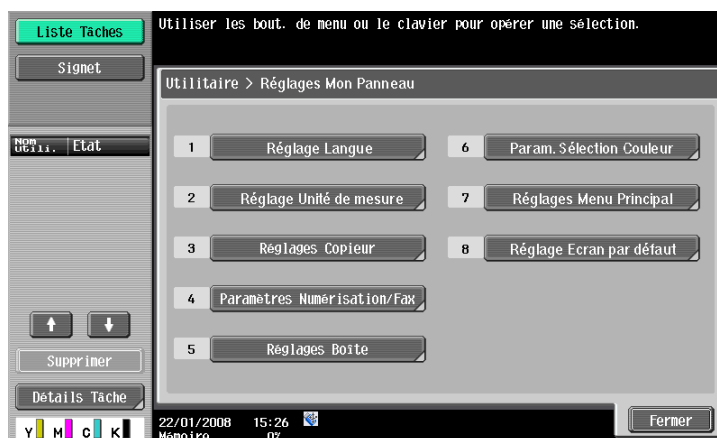 Liste Tâches
Utiliser les bout. de menu ou le clavier pour opérer une sélection.
Signet
Utilitaire > Réglages Mon Panneau
Nom Utili. Etat
1 Réglage Langue
2 Réglage Unité de mesure
3 Réglages Copieur
4 Paramètres Numérisation/Fax
5 Réglages Boîte
6 Param. Sélection Couleur
7 Réglages Menu Principal
8 Réglage Ecran par défaut
Supprimer
Détails Tâche
Y M C K
22/01/2008 15:26
Mémoire 0%
Fermer